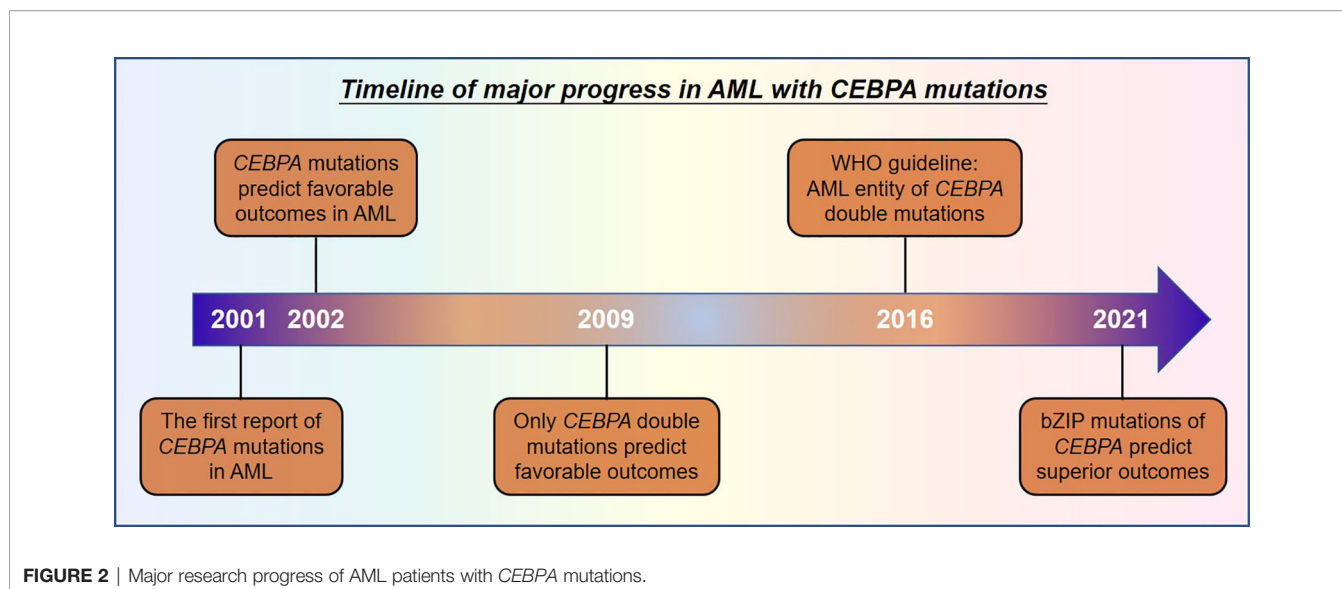 Timeline of major progress in AML with CEBPA mutations
CEBPA mutations
predict favorable
outcomes in AML
WHO guideline:
AML entity of CEBPA
double mutations
2001 2002 2009 2016 2021
The first report of
CEBPA mutations
in AML
Only CEBPA double
mutations predict
favorable outcomes
bZIP mutations of
CEBPA predict
superior outcomes
FIGURE 2 | Major research progress of AML patients with CEBPA mutations.